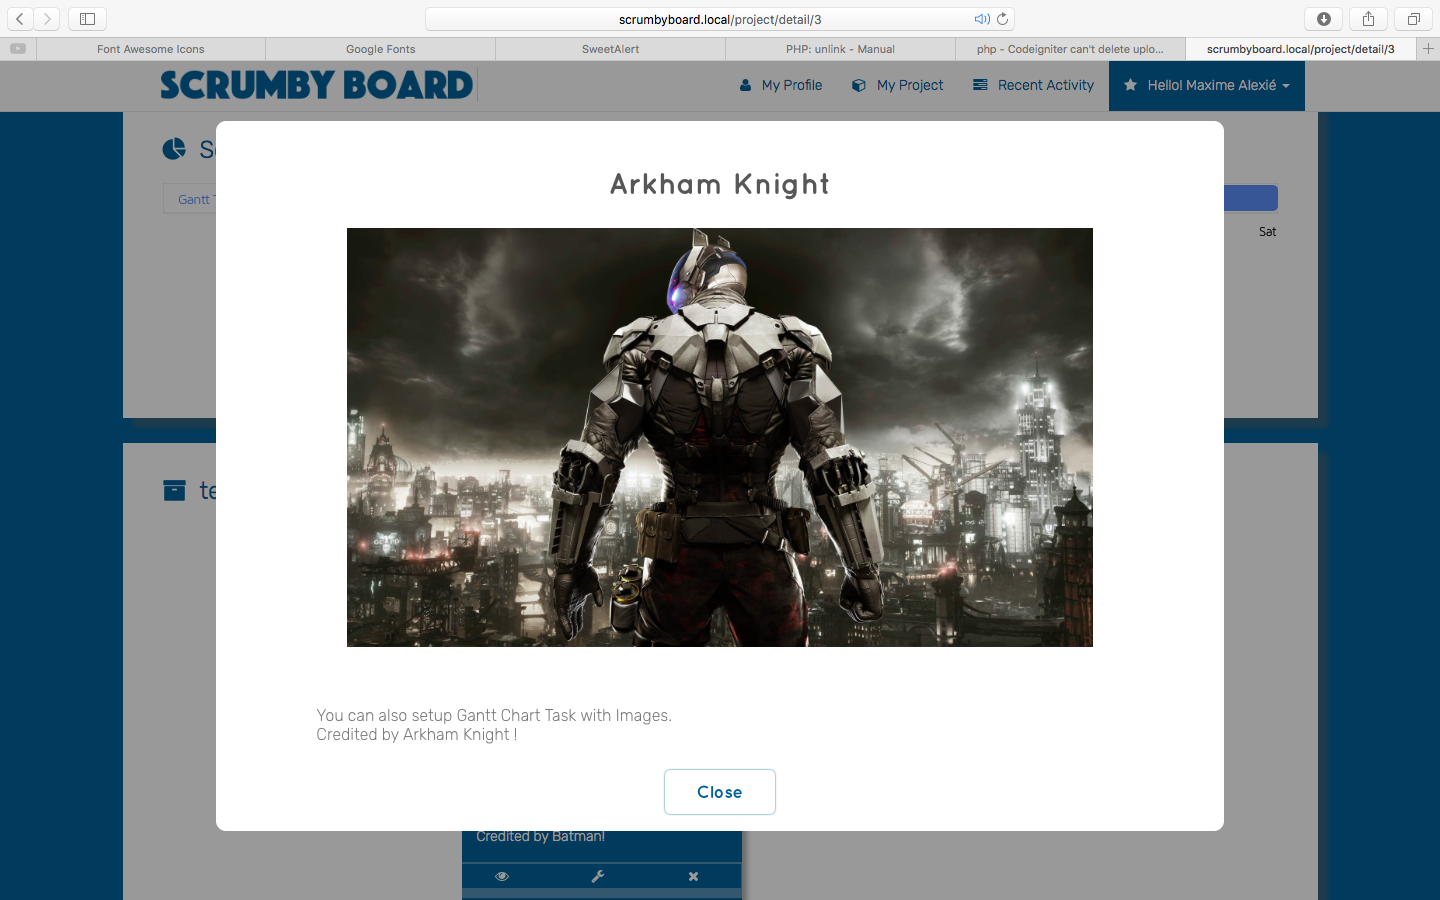 scrumbyboard.local/project/detail/3
Font Awesome Icons
Google Fonts
SweetAlert
PHP: unlink - Manual
php - Codeigniter can't delete uplo...
scrumbyboard.local/project/detail/3
SCRUMBY BOARD
My Profile
My Project
Recent Activity
Hello! Maxime Alexié
Gantt
Sat
Arkham Knight
te
You can also setup Gantt Chart Task with Images.
Credited by Arkham Knight !
Close
Credited by Batman!